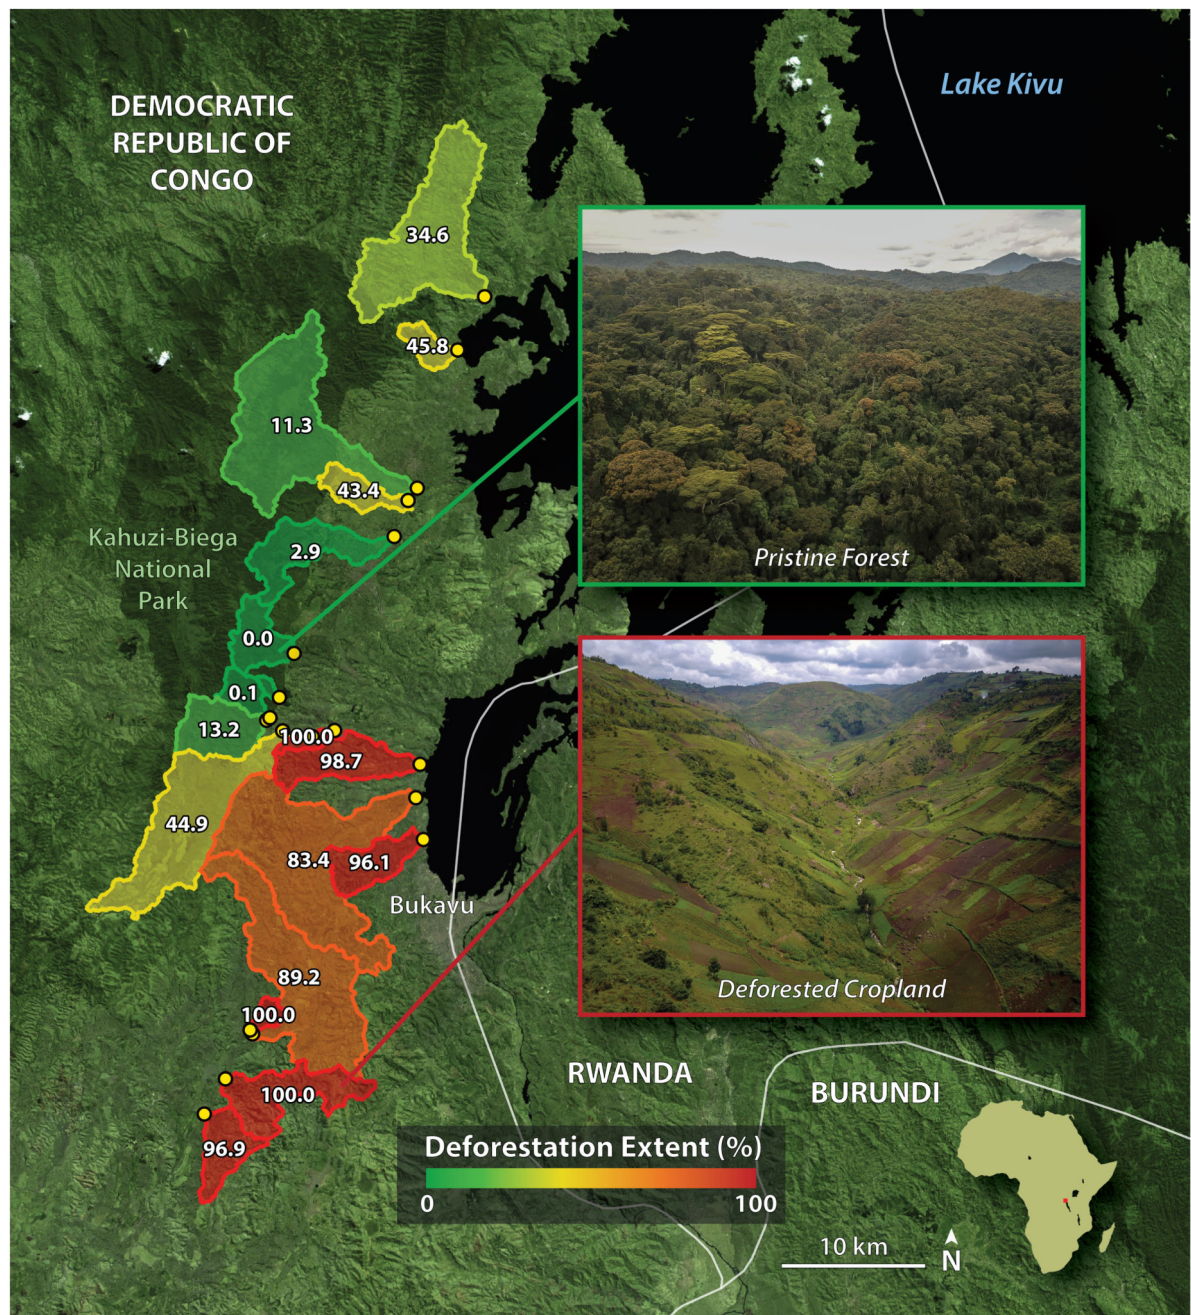 Lake Kivu
DEMOCRATIC
REPUBLIC OF
CONGO
34.6
45.8
11.3
43.4
Kahuzi-Biega
National
Park
2.9
Pristine Forest
0.0
0.1
13.2
100.0
98.7
44.9
83.4
96.1
Bukavu
89.2
Deforested Cropland
100.0
RWANDA
BURUNDI
100.0
96.9
Deforestation Extent (%)
0
100
10 km
N